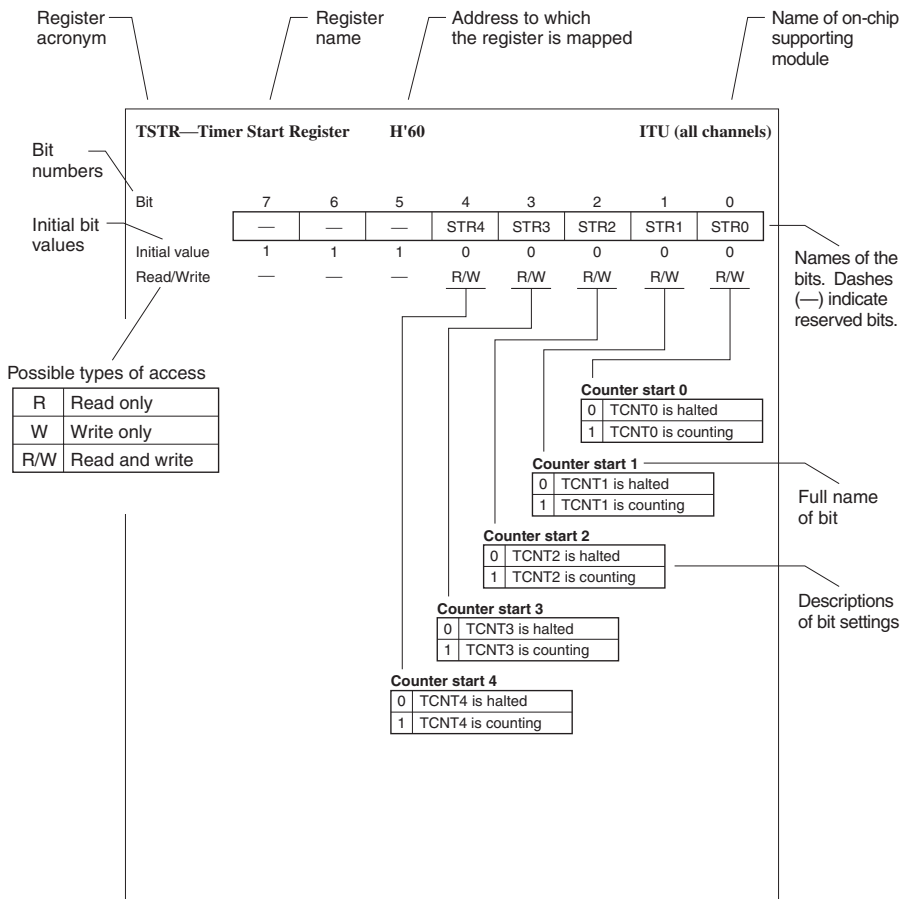 Register acronym
Register name
Address to which the register is mapped
Name of on-chip supporting module
TSTR—Timer Start Register H'60 ITU (all channels)
Bit numbers
Bit 7 6 5 4 3 2 1 0
— — — STR4 STR3 STR2 STR1 STR0
Initial bit values
Initial value 1 1 1 0 0 0 0 0
Read/Write — — — R/W R/W R/W R/W R/W
Names of the bits. Dashes (—) indicate reserved bits.
Possible types of access
R Read only
W Write only
R/W Read and write
Counter start 0
0 TCNT0 is halted
1 TCNT0 is counting
Counter start 1
0 TCNT1 is halted
1 TCNT1 is counting
Full name of bit
Counter start 2
0 TCNT2 is halted
1 TCNT2 is counting
Descriptions of bit settings
Counter start 3
0 TCNT3 is halted
1 TCNT3 is counting
Counter start 4
0 TCNT4 is halted
1 TCNT4 is counting